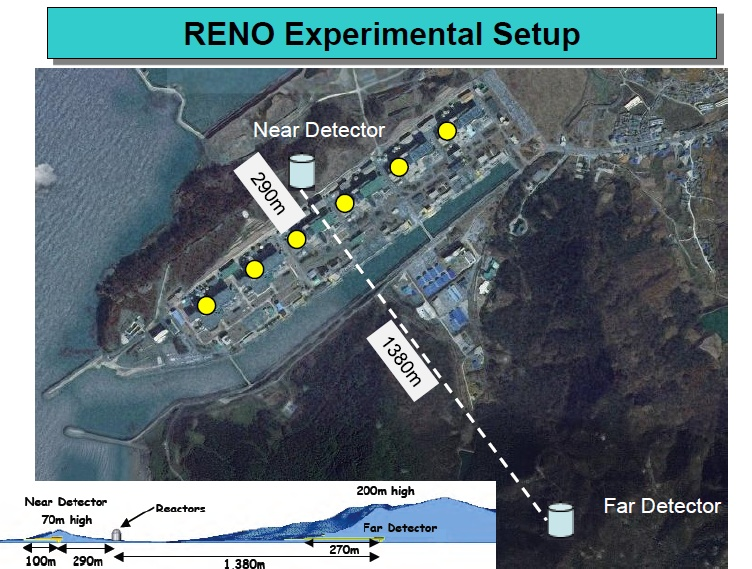 RENO Experimental Setup
Near Detector
290m
1380m
Far Detector
200m high
Near Detector
70m high
Reactors
Far Detector
270m
100m
290m
1,380m